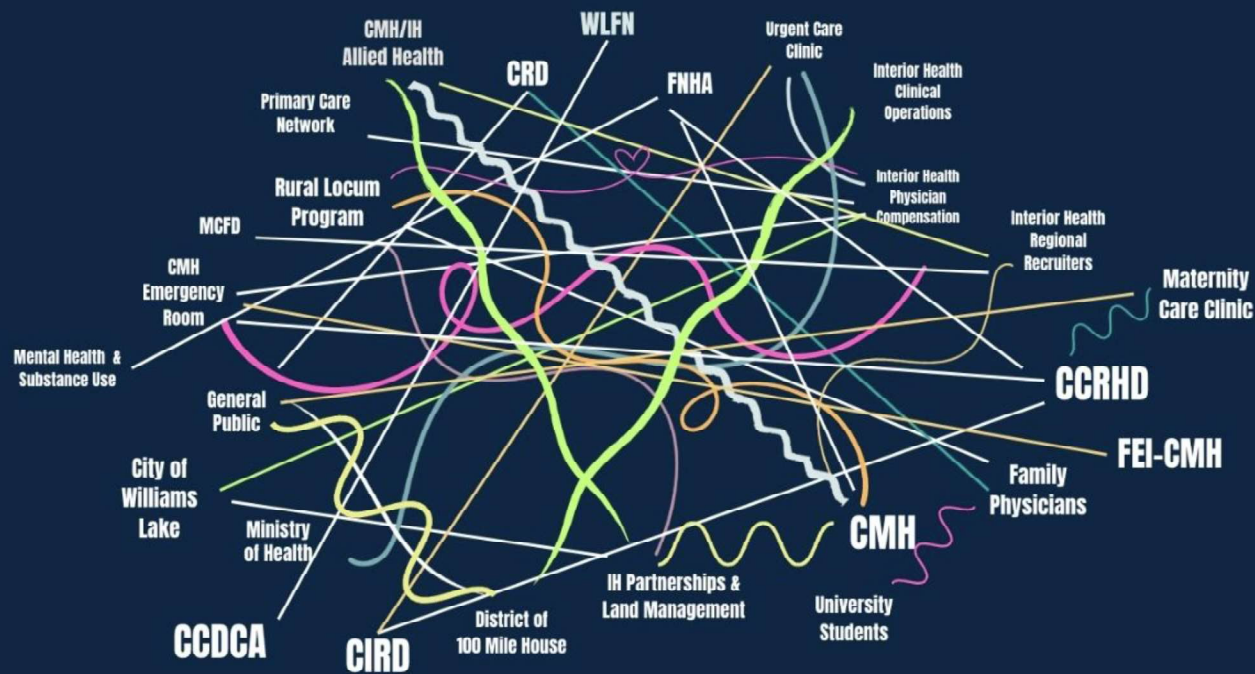 WLFN
CMH/IH
Allied Health
Urgent Care
Clinic
CRD
FNHA
Interior Health
Clinical
Operations
Primary Care
Network
Rural Locum
Program
Interior Health
Physician
Compensation
MCFD
Interior Health
Regional
Recruiters
CMH
Emergency
Room
Maternity
Care Clinic
Mental Health &
Substance Use
CCRHD
General
Public
FEI-CMH
City of
Williams
Lake
Family
Physicians
Ministry
of Health
CMH
IH Partnerships &
Land Management
University
Students
District of
100 Mile House
CCDCA
CIRD